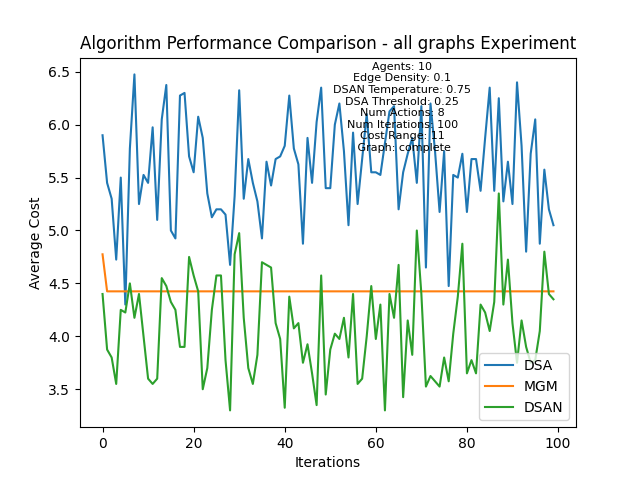 Algorithm Performance Comparison - all graphs Experiment
Agents: 10
Edge Density: 0.1
DSAN Temperature: 0.75
DSA Threshold: 0.25
Num Actions: 8
Num Iterations: 100
Cost Range: 11
Graph: complete
Average Cost
6.5
6.0
5.5
5.0
4.5
4.0
3.5
DSA
MGM
DSAN
0 20 40 60 80 100
Iterations